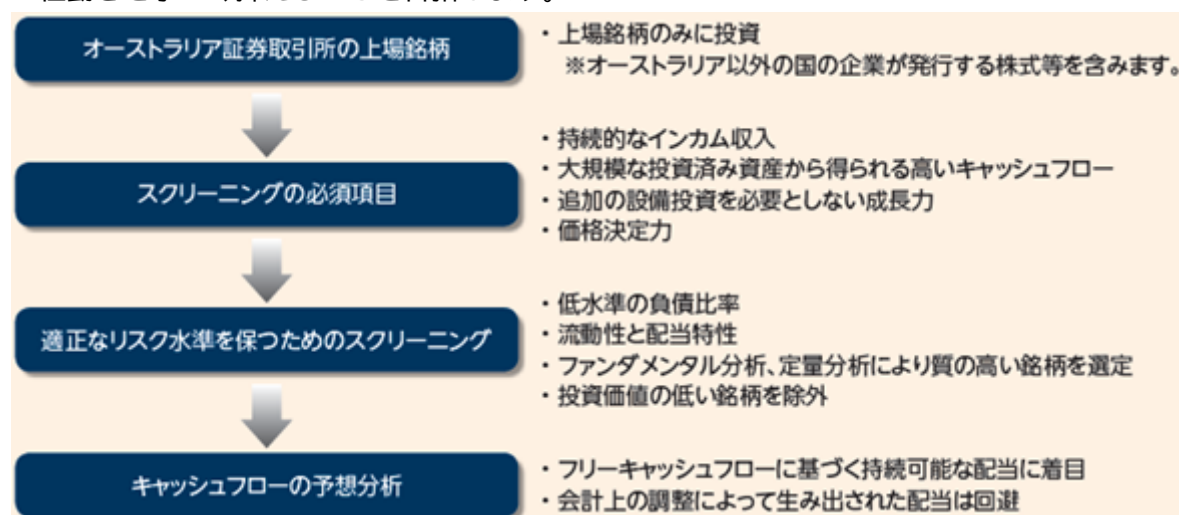 オーストラリア証券取引所の上場銘柄
・上場銘柄のみに投資
※オーストラリア以外の国の企業が発行する株式等を含みます。
スクリーニングの必須項目
・持続的なインカム収入
・大規模な投資済み資産から得られる高いキャッシュフロー
・追加の設備投資を必要としない成長力
・価格決定力
適正なリスク水準を保つためのスクリーニング
・低水準の負債比率
・流動性と配当特性
・ファンダメンタル分析、定量分析により質の高い銘柄を選定
・投資価値の低い銘柄を除外
キャッシュフローの予想分析
・フリーキャッシュフローに基づく持続可能な配当に着目
・会計上の調整によって生み出された配当は回避